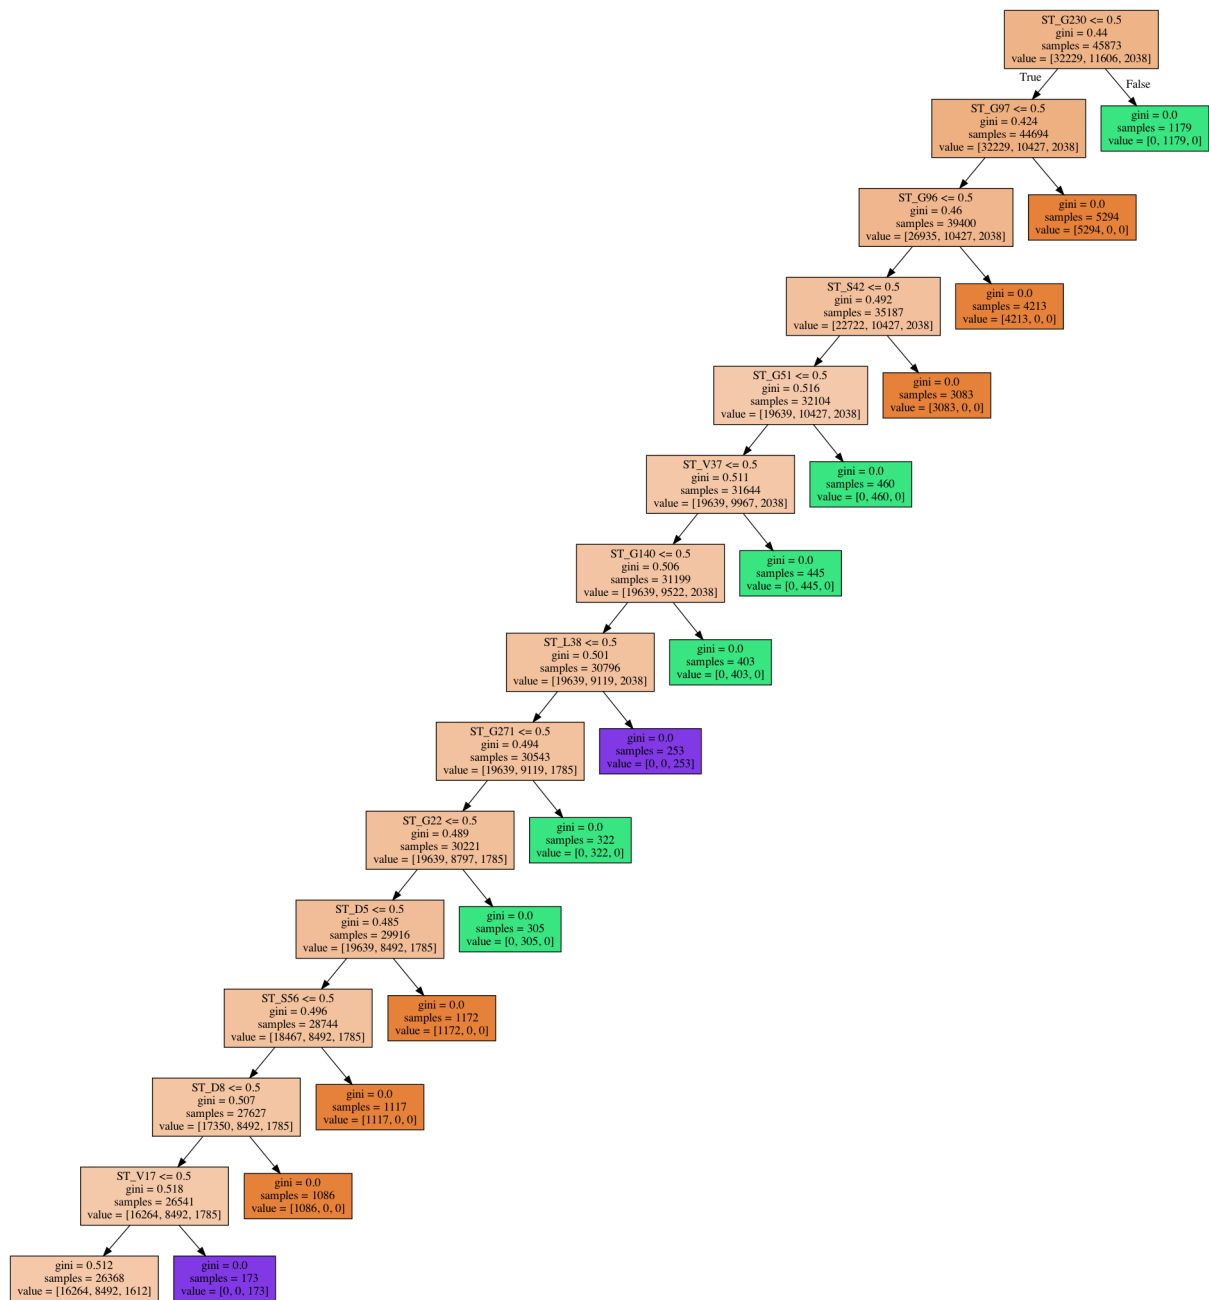 ST_G230 <= 0.5
gini = 0.44
samples = 45873
value = [32229, 11606, 2038]
True
False
ST_G97 <= 0.5
gini = 0.424
samples = 44694
value = [32229, 10427, 2038]
gini = 0.0
samples = 1179
value = [0, 1179, 0]
ST_G96 <= 0.5
gini = 0.46
samples = 39400
value = [26935, 10427, 2038]
gini = 0.0
samples = 5294
value = [5294, 0, 0]
ST_S42 <= 0.5
gini = 0.492
samples = 35187
value = [22722, 10427, 2038]
gini = 0.0
samples = 4213
value = [4213, 0, 0]
ST_G51 <= 0.5
gini = 0.516
samples = 32104
value = [19639, 10427, 2038]
gini = 0.0
samples = 3083
value = [3083, 0, 0]
ST_V37 <= 0.5
gini = 0.511
samples = 31644
value = [19639, 9967, 2038]
gini = 0.0
samples = 460
value = [0, 460, 0]
ST_G140 <= 0.5
gini = 0.506
samples = 31199
value = [19639, 9522, 2038]
gini = 0.0
samples = 445
value = [0, 445, 0]
ST_L38 <= 0.5
gini = 0.501
samples = 30796
value = [19639, 9119, 2038]
gini = 0.0
samples = 403
value = [0, 403, 0]
ST_G271 <= 0.5
gini = 0.494
samples = 30543
value = [19639, 9119, 1785]
gini = 0.0
samples = 253
value = [0, 0, 253]
ST_G22 <= 0.5
gini = 0.489
samples = 30221
value = [19639, 8797, 1785]
gini = 0.0
samples = 322
value = [0, 322, 0]
ST_D5 <= 0.5
gini = 0.485
samples = 29916
value = [19639, 8492, 1785]
gini = 0.0
samples = 305
value = [0, 305, 0]
ST_S56 <= 0.5
gini = 0.496
samples = 28744
value = [18467, 8492, 1785]
gini = 0.0
samples = 1172
value = [1172, 0, 0]
ST_D8 <= 0.5
gini = 0.507
samples = 27627
value = [17350, 8492, 1785]
gini = 0.0
samples = 1117
value = [1117, 0, 0]
ST_V17 <= 0.5
gini = 0.518
samples = 26541
value = [16264, 8492, 1785]
gini = 0.0
samples = 1086
value = [1086, 0, 0]
gini = 0.512
samples = 26368
value = [16264, 8492, 1612]
gini = 0.0
samples = 173
value = [0, 0, 173]